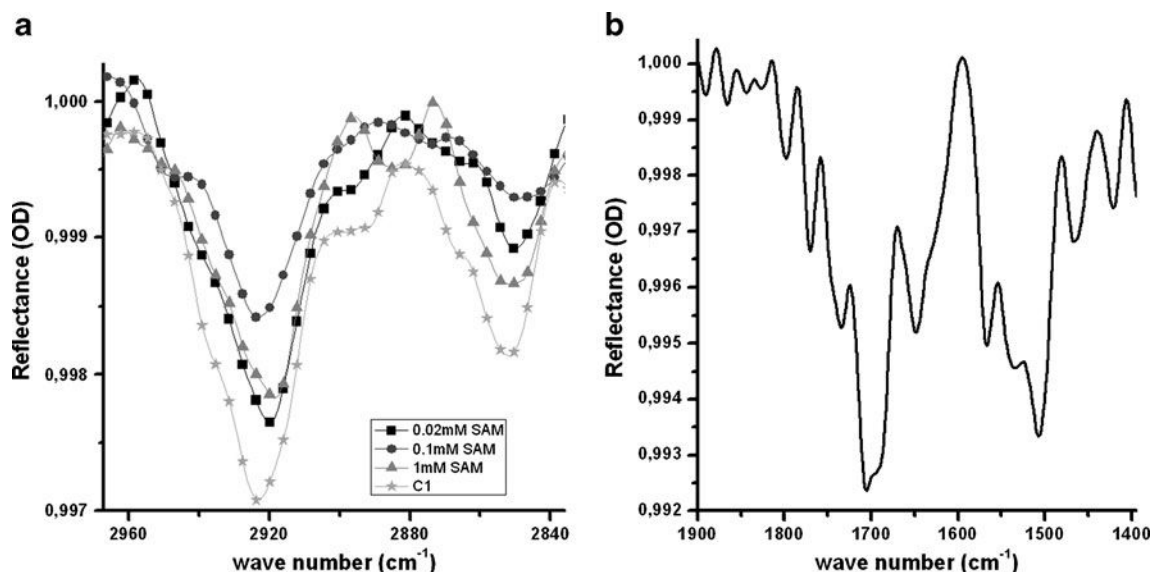 a
1,000
0,999
0,998
0,997
Reflectance (OD)
2960
2920
2880
2840
wave number (cm⁻¹)
0.02mM SAM
0.1mM SAM
1mM SAM
C1
b
1,000
0,999
0,998
0,997
0,996
0,995
0,994
0,993
0,992
Reflectance (OD)
1900
1800
1700
1600
1500
1400
wave number (cm⁻¹)